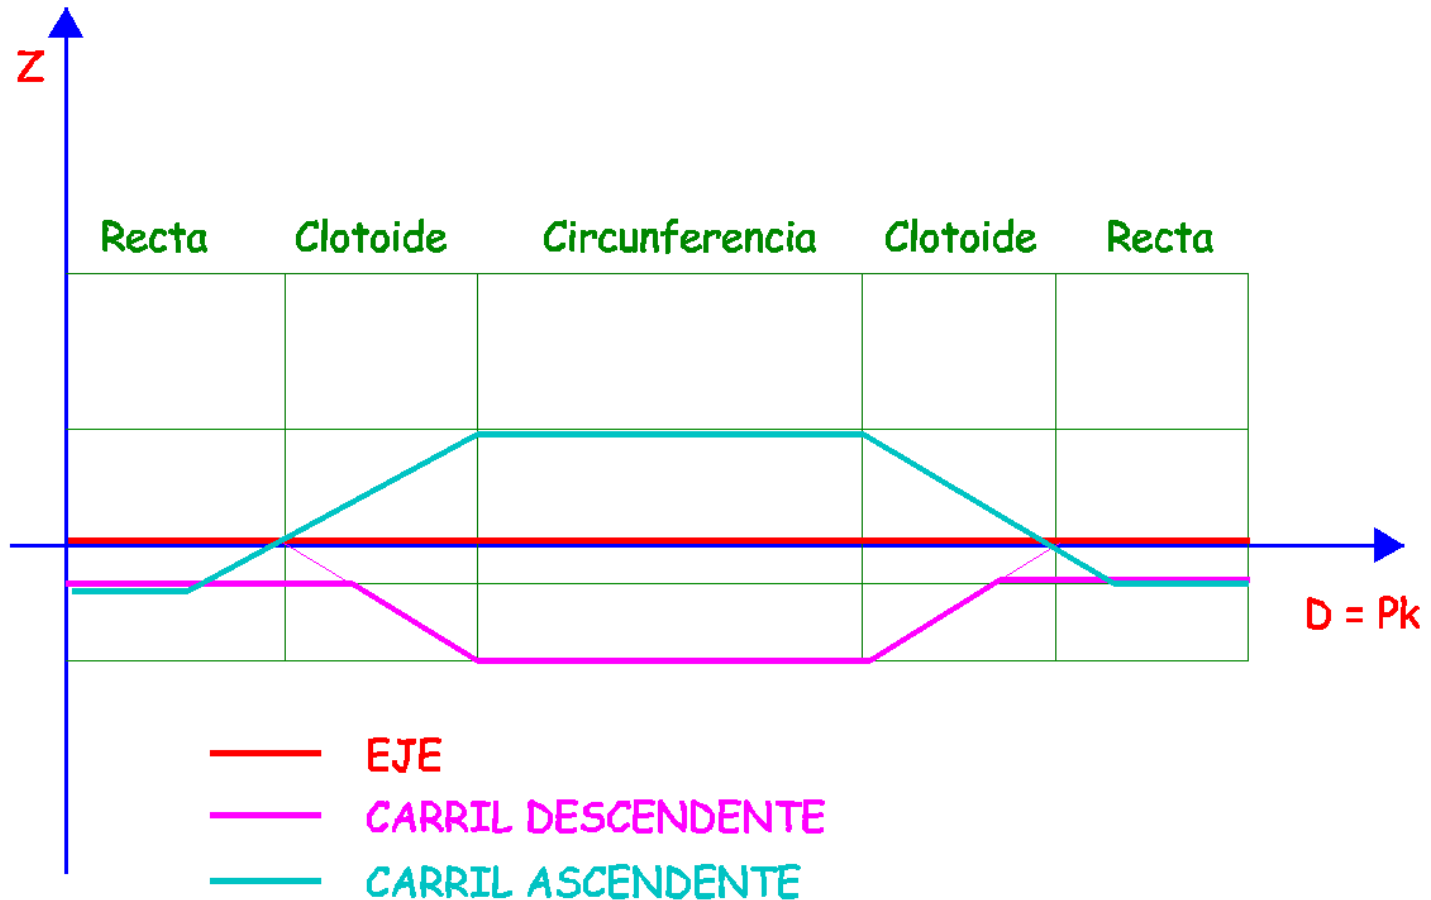 Z
Recta Clotoide Circunferencia Clotoide Recta
D = Pk
EJE
CARRIL DESCENDENTE
CARRIL ASCENDENTE